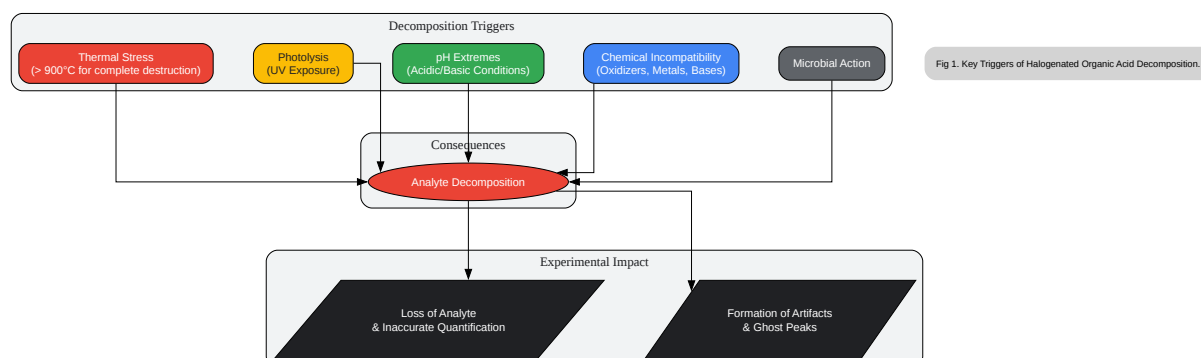 Decomposition Triggers
Thermal Stress
(> 900°C for complete destruction)
Photolysis
(UV Exposure)
pH Extremes
(Acidic/Basic Conditions)
Chemical Incompatibility
(Oxidizers, Metals, Bases)
Microbial Action
Fig 1. Key Triggers of Halogenated Organic Acid Decomposition.
Consequences
Analyte Decomposition
Experimental Impact
Loss of Analyte
& Inaccurate Quantification
Formation of Artifacts
& Ghost Peaks